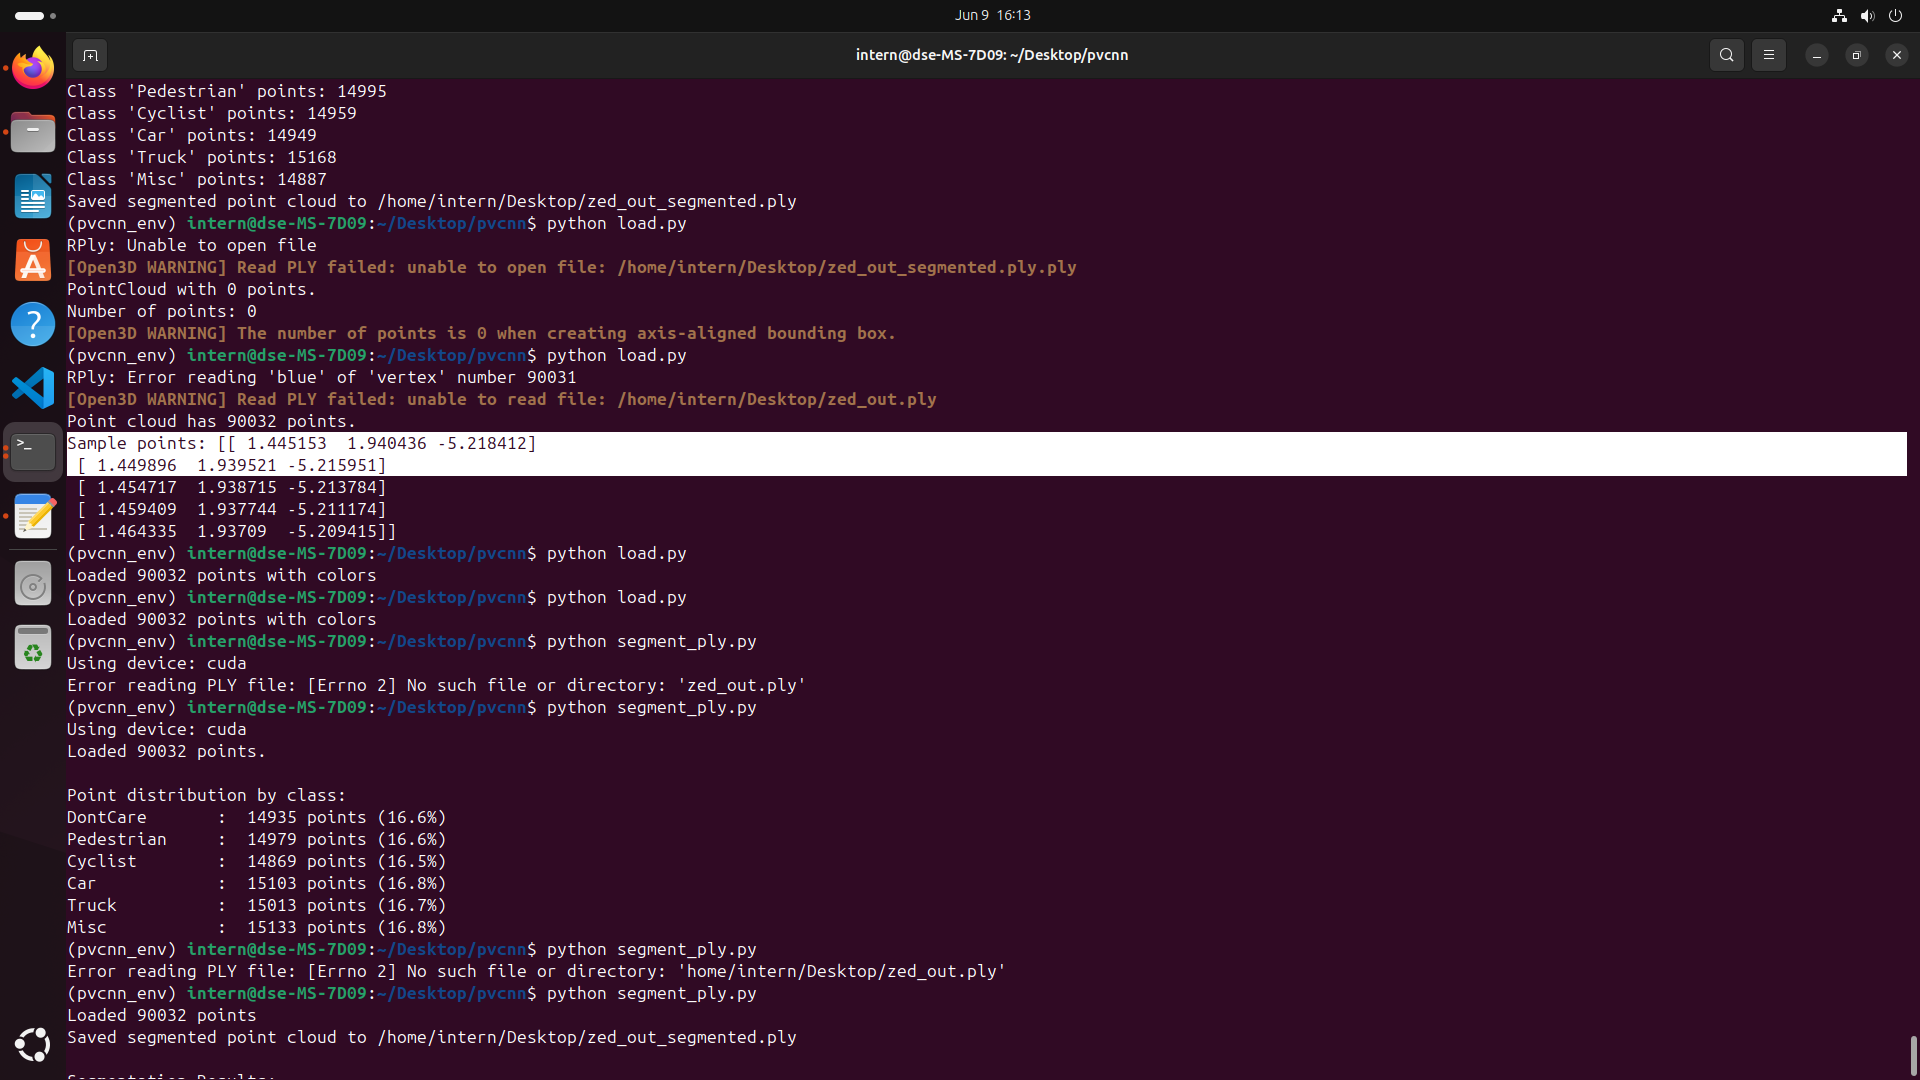 Jun 9 16:13
intern@dse-MS-7D09: ~/Desktop/pvcnn
Class 'Pedestrian' points: 14995
Class 'Cyclist' points: 14959
Class 'Car' points: 14949
Class 'Truck' points: 15168
Class 'Misc' points: 14887
Saved segmented point cloud to /home/intern/Desktop/zed_out_segmented.ply
(pvcnn_env) intern@dse-MS-7D09:~/Desktop/pvcnn$ python load.py
RPly: Unable to open file
[Open3D WARNING] Read PLY failed: unable to open file: /home/intern/Desktop/zed_out_segmented.ply.ply
PointCloud with 0 points.
Number of points: 0
[Open3D WARNING] The number of points is 0 when creating axis-aligned bounding box.
(pvcnn_env) intern@dse-MS-7D09:~/Desktop/pvcnn$ python load.py
RPly: Error reading 'blue' of 'vertex' number 90031
[Open3D WARNING] Read PLY failed: unable to read file: /home/intern/Desktop/zed_out.ply
Point cloud has 90032 points.
Sample points: [[ 1.445153  1.940436 -5.218412]
 [ 1.449896  1.939521 -5.215951]
 [ 1.454717  1.938715 -5.213784]
 [ 1.459409  1.937744 -5.211174]
 [ 1.464335  1.93709  -5.209415]]
(pvcnn_env) intern@dse-MS-7D09:~/Desktop/pvcnn$ python load.py
Loaded 90032 points with colors
(pvcnn_env) intern@dse-MS-7D09:~/Desktop/pvcnn$ python load.py
Loaded 90032 points with colors
(pvcnn_env) intern@dse-MS-7D09:~/Desktop/pvcnn$ python segment_ply.py
Using device: cuda
Error reading PLY file: [Errno 2] No such file or directory: 'zed_out.ply'
(pvcnn_env) intern@dse-MS-7D09:~/Desktop/pvcnn$ python segment_ply.py
Using device: cuda
Loaded 90032 points.
Point distribution by class:
DontCare       :  14935 points (16.6%)
Pedestrian     :  14979 points (16.6%)
Cyclist        :  14869 points (16.5%)
Car            :  15103 points (16.8%)
Truck          :  15013 points (16.7%)
Misc           :  15133 points (16.8%)
(pvcnn_env) intern@dse-MS-7D09:~/Desktop/pvcnn$ python segment_ply.py
Error reading PLY file: [Errno 2] No such file or directory: 'home/intern/Desktop/zed_out.ply'
(pvcnn_env) intern@dse-MS-7D09:~/Desktop/pvcnn$ python segment_ply.py
Loaded 90032 points
Saved segmented point cloud to /home/intern/Desktop/zed_out_segmented.ply